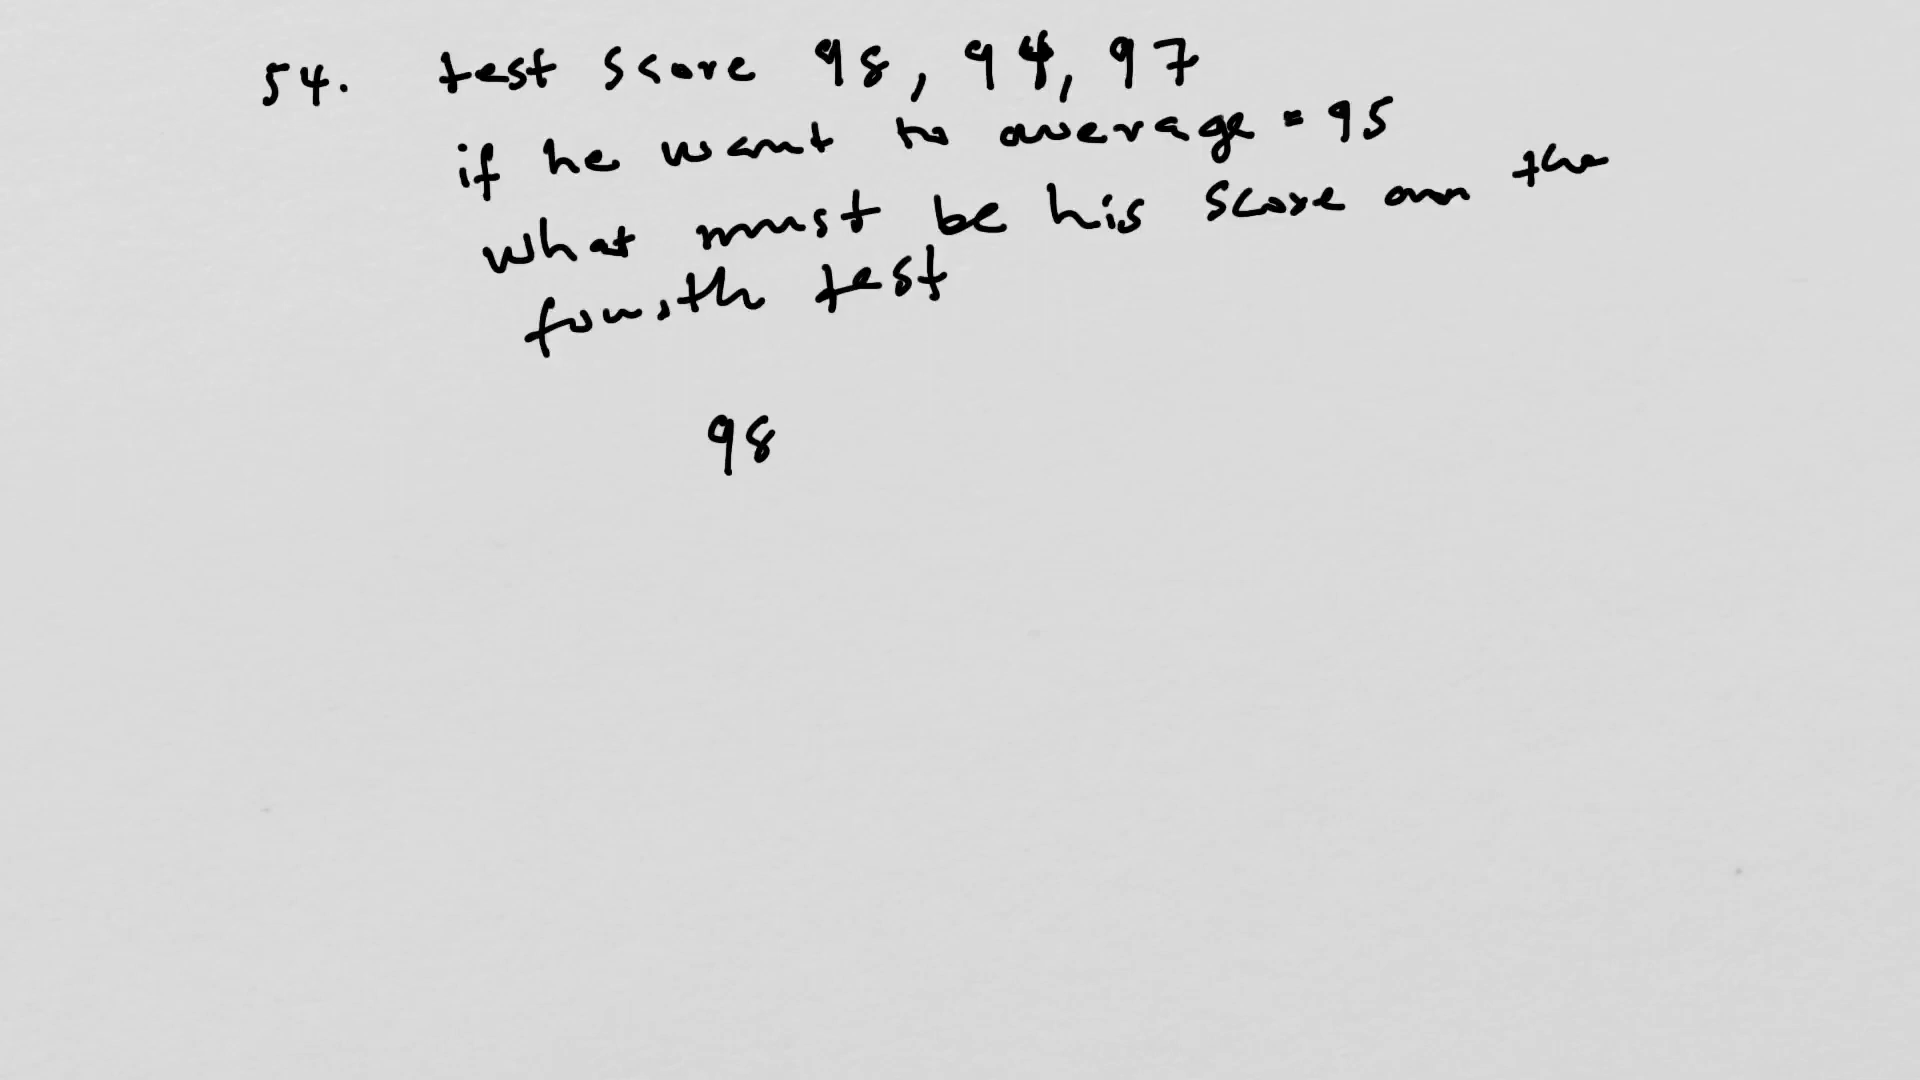 54. test score 98, 94, 97
if he want to average = 95
what must be his score on the
fourth test
98